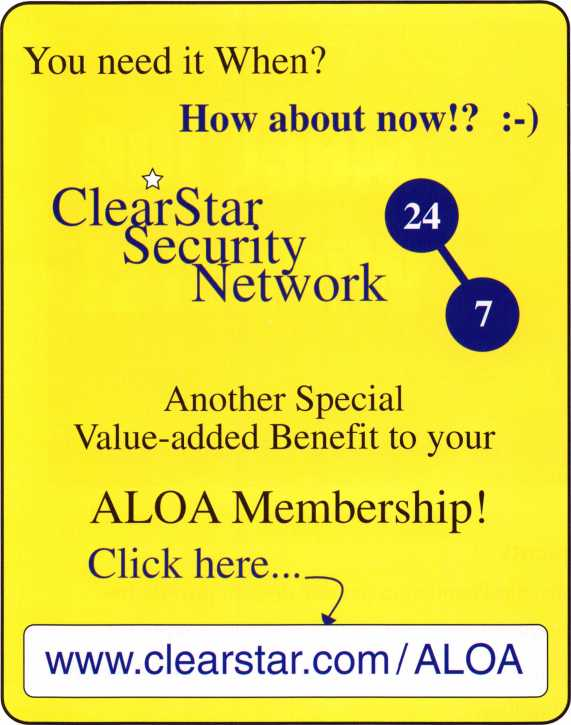 You need it When?
How about now!? :-)
ClearStar
Security
Network
24
7
Another Special
Value-added Benefit to your
ALOA Membership!
Click here...
www.clearstar.com/ALOA